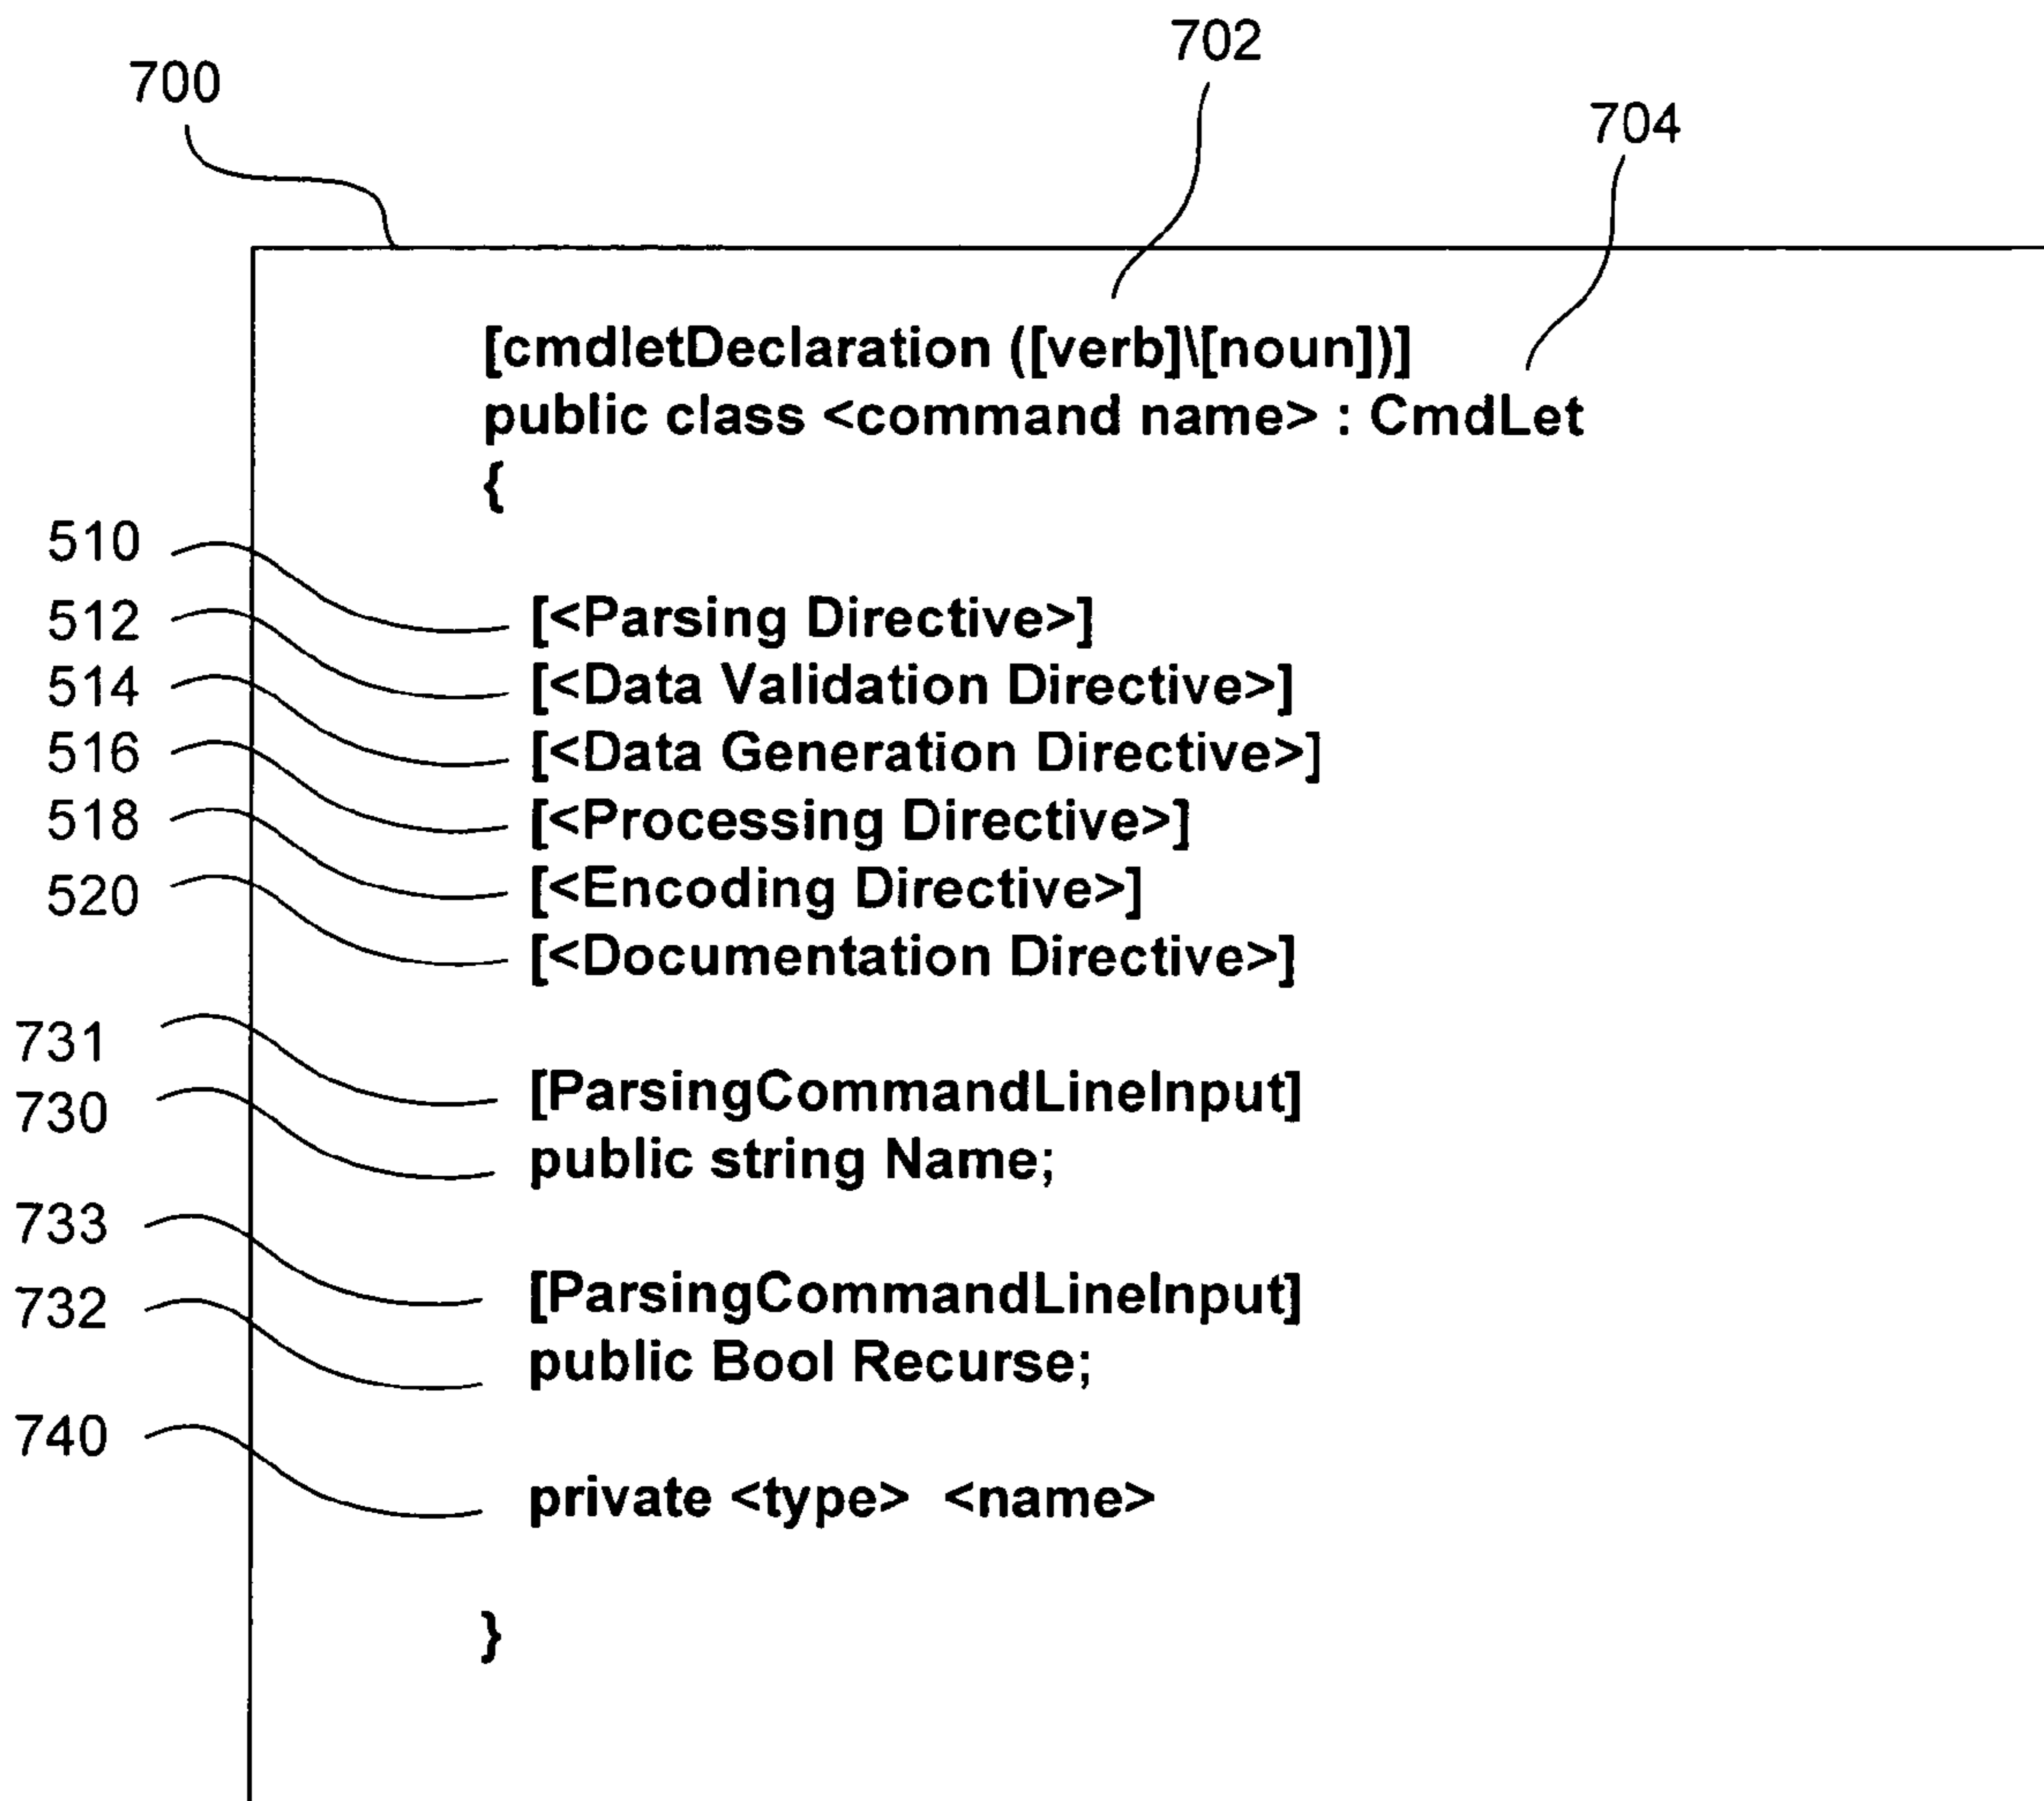 702
700
704
[cmdletDeclaration ([verb]\[noun])]
public class <command name> : CmdLet
{
510
[<Parsing Directive>]
512
[<Data Validation Directive>]
514
[<Data Generation Directive>]
516
[<Processing Directive>]
518
[<Encoding Directive>]
520
[<Documentation Directive>]
731
[ParsingCommandLineInput]
730
public string Name;
733
[ParsingCommandLineInput]
732
public Bool Recurse;
740
private <type> <name>
}